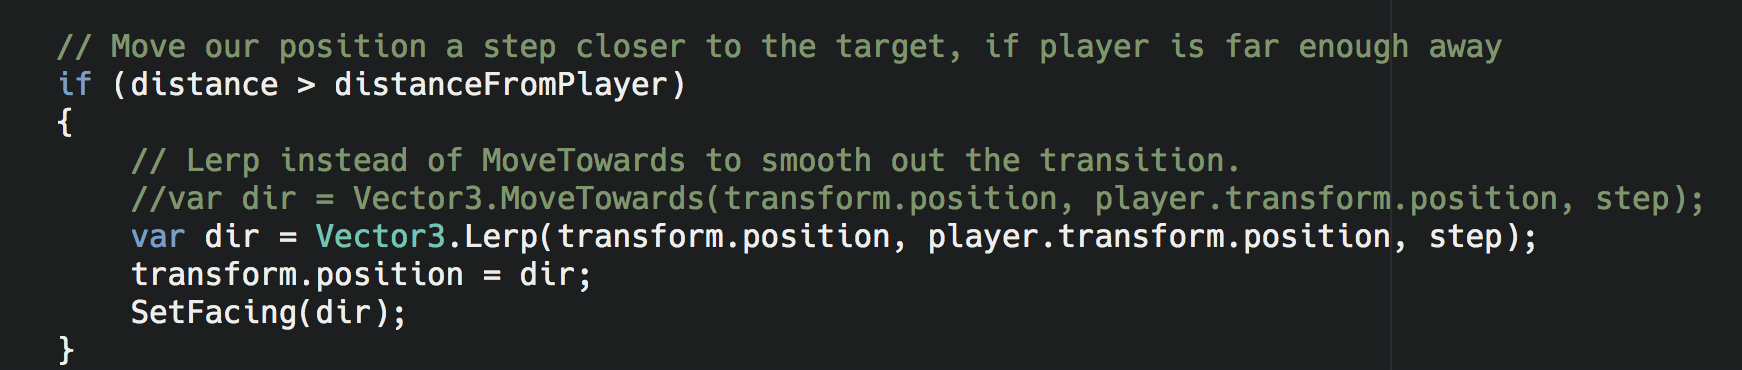 // Move our position a step closer to the target, if player is far enough away
if (distance > distanceFromPlayer)
{
    // Lerp instead of MoveTowards to smooth out the transition.
    //var dir = Vector3.MoveTowards(transform.position, player.transform.position, step);
    var dir = Vector3.Lerp(transform.position, player.transform.position, step);
    transform.position = dir;
    SetFacing(dir);
}